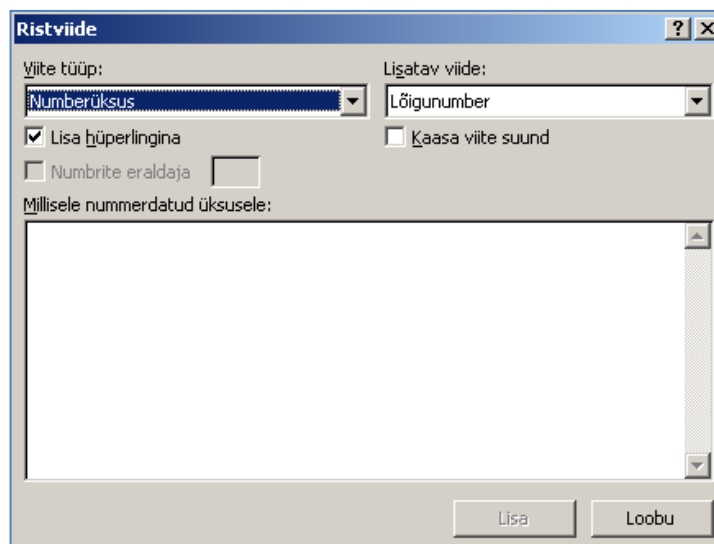 Ristviide
Viite tüüp:
Lisatav viide:
Numberüksus
Lõigunumber
Lisa hüperlingina
Kaasa viite suund
Numbrite eraldaja
Millisele nummerdatud üksusele:
Lisa
Loobu